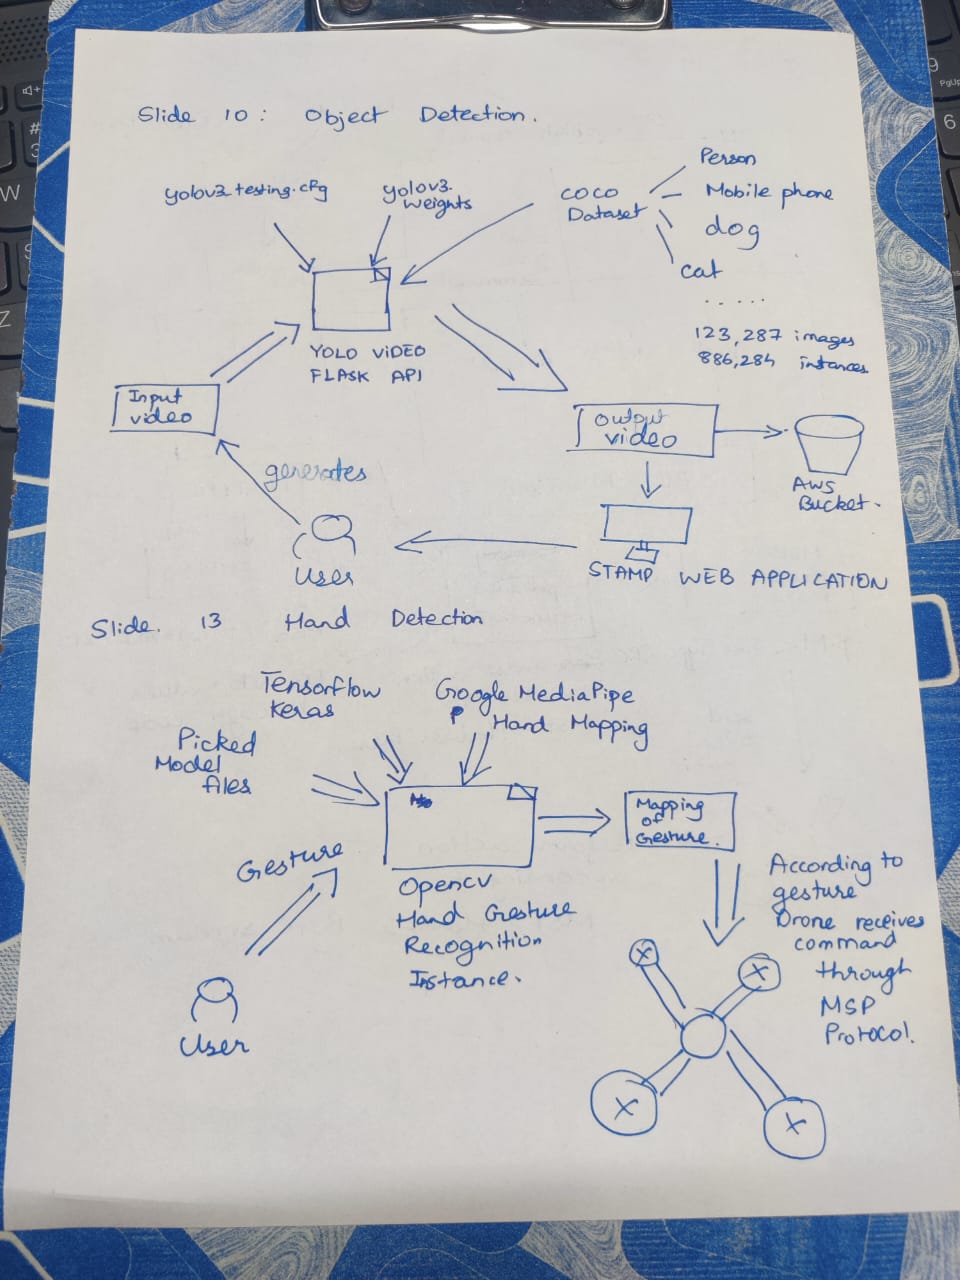 Slide 10: Object Detection.
yolov3_testing.cfg
yolov3.
weights
COCO
Dataset
Person
Mobile phone
dog
cat
.....
123,287 images
886,284 instances
YOLO VIDEO
FLASK API
Input
video
generates
User
Output
video
AWS
Bucket.
STAMP WEB APPLICATION
Slide. 13 Hand Detection
Tensorflow
Keras
Google MediaPipe
Hand Mapping
Picked
Model
files
Gesture
User
Opencv
Hand Gesture
Recognition
Instance.
Mapping
of
Gesture.
According to
gesture
Drone receives
command
through
MSP
Protocol.